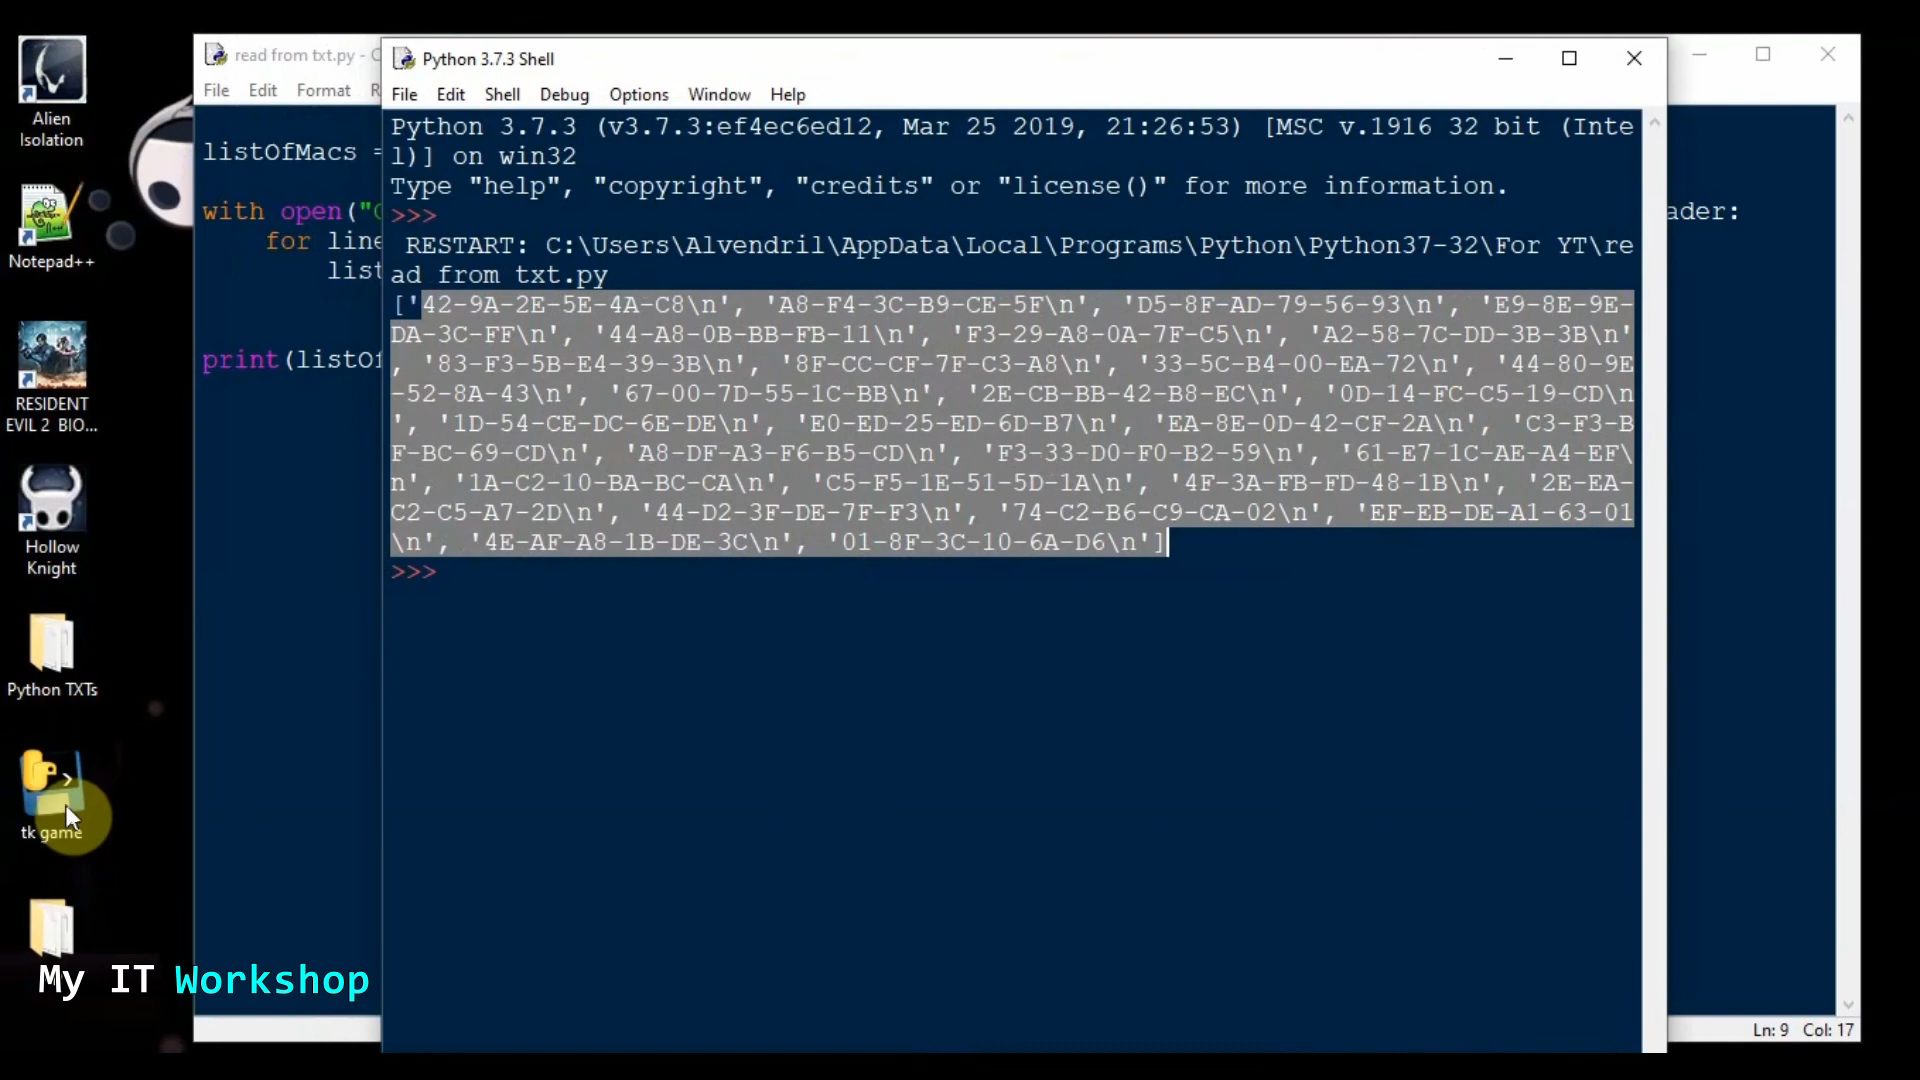 Alien
Isolation
Notepad++
RESIDENT
EVIL 2 BIO...
Hollow
Knight
Python TXTs
tk game
My IT Workshop
read from txt.py - C
File Edit Format R
listOfMacs =
with open("C
for line
list
print(listOf
ader:
Ln: 9 Col: 17
Python 3.7.3 Shell
File Edit Shell Debug Options Window Help
Python 3.7.3 (v3.7.3:ef4ec6ed12, Mar 25 2019, 21:26:53) [MSC v.1916 32 bit (Inte
l)] on win32
Type "help", "copyright", "credits" or "license()" for more information.
>>>
RESTART: C:\Users\Alvendril\AppData\Local\Programs\Python\Python37-32\For YT\re
ad from txt.py
['42-9A-2E-5E-4A-C8\n', 'A8-F4-3C-B9-CE-5F\n', 'D5-8F-AD-79-56-93\n', 'E9-8E-9E-
DA-3C-FF\n', '44-A8-0B-BB-FB-11\n', 'F3-29-A8-0A-7F-C5\n', 'A2-58-7C-DD-3B-3B\n'
, '83-F3-5B-E4-39-3B\n', '8F-CC-CF-7F-C3-A8\n', '33-5C-B4-00-EA-72\n', '44-80-9E
-52-8A-43\n', '67-00-7D-55-1C-BB\n', '2E-CB-BB-42-B8-EC\n', '0D-14-FC-C5-19-CD\n
', '1D-54-CE-DC-6E-DE\n', 'E0-ED-25-ED-6D-B7\n', 'EA-8E-0D-42-CF-2A\n', 'C3-F3-B
F-BC-69-CD\n', 'A8-DF-A3-F6-B5-CD\n', 'F3-33-D0-F0-B2-59\n', '61-E7-1C-AE-A4-EF\
n', '1A-C2-10-BA-BC-CA\n', 'C5-F5-1E-51-5D-1A\n', '4F-3A-FB-FD-48-1B\n', '2E-EA-
C2-C5-A7-2D\n', '44-D2-3F-DE-7F-F3\n', '74-C2-B6-C9-CA-02\n', 'EF-EB-DE-A1-63-01
\n', '4E-AF-A8-1B-DE-3C\n', '01-8F-3C-10-6A-D6\n']
>>>